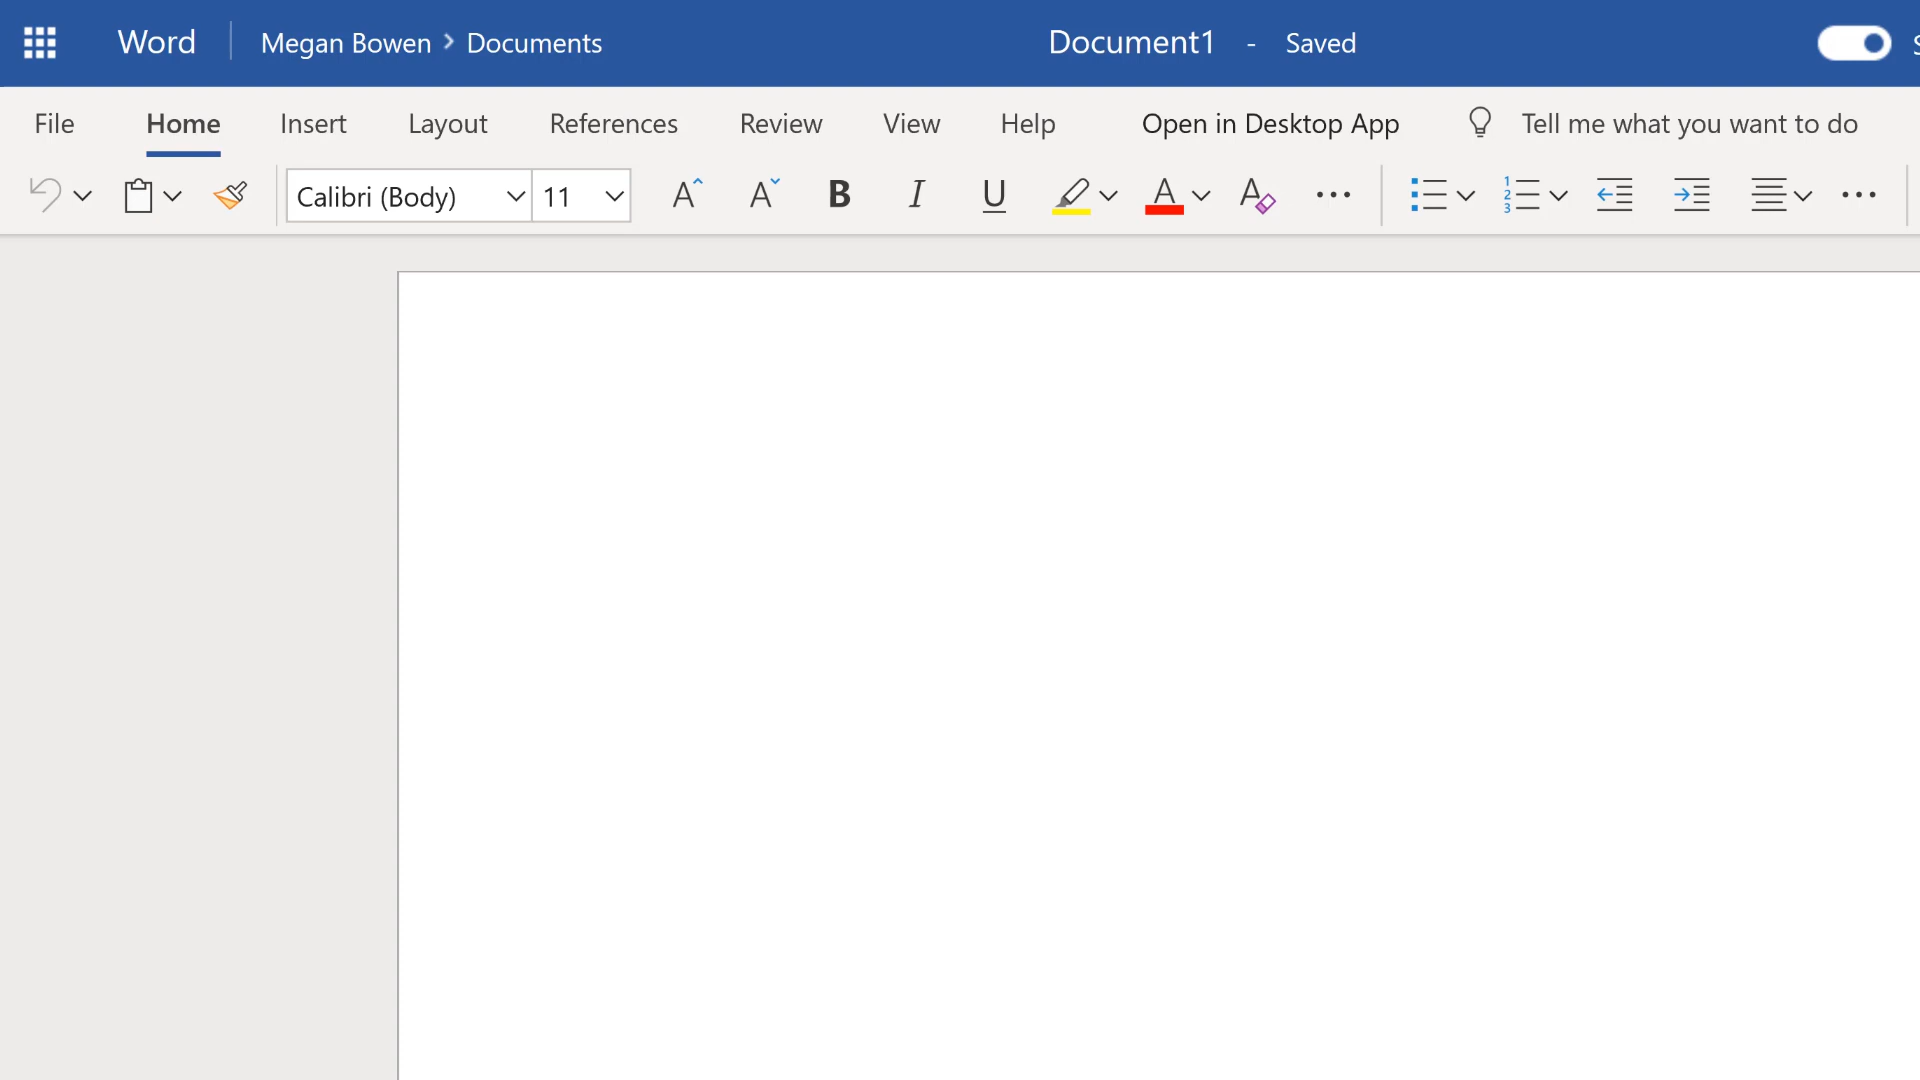 Word Megan Bowen > Documents Document1 - Saved
File Home Insert Layout References Review View Help Open in Desktop App Tell me what you want to do
Calibri (Body) 11